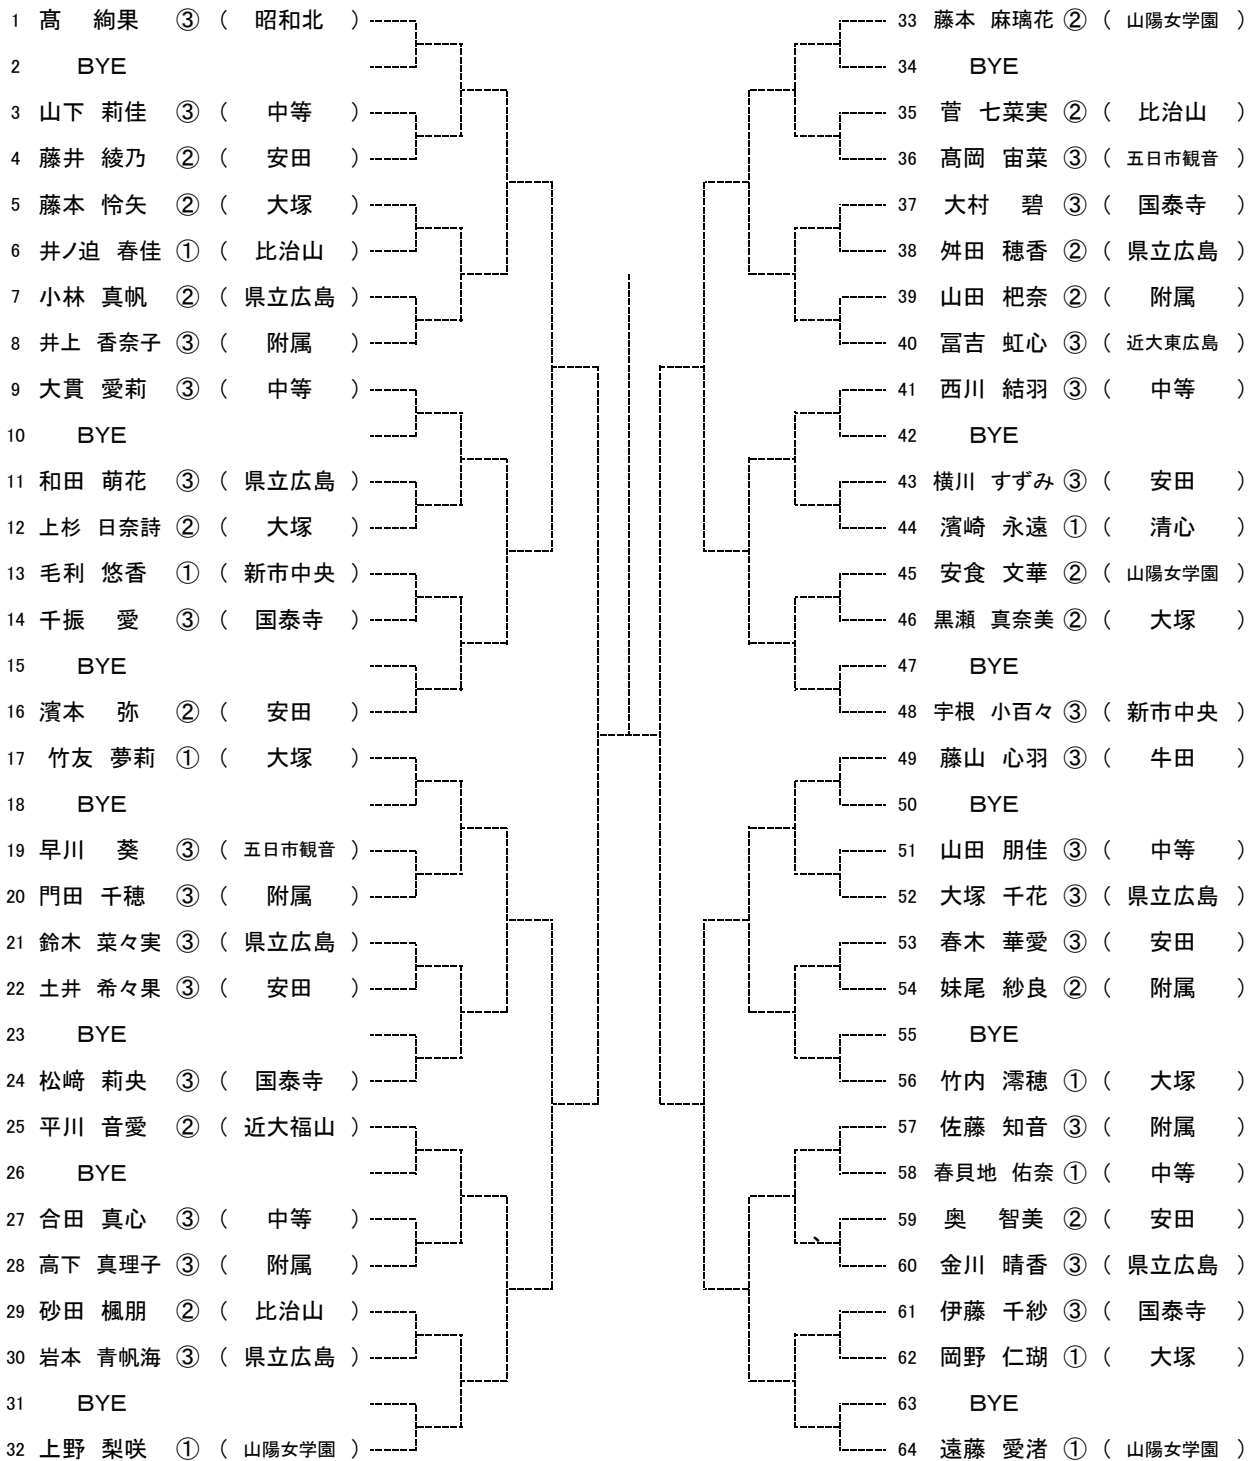 1 髙 絢果 ③ ( 昭和北 )
2 BYE
3 山下 莉佳 ③ ( 中等 )
4 藤井 綾乃 ② ( 安田 )
5 藤本 怜矢 ② ( 大塚 )
6 井ノ迫 春佳 ① ( 比治山 )
7 小林 真帆 ② ( 県立広島 )
8 井上 香奈子 ③ ( 附属 )
9 大貫 愛莉 ③ ( 中等 )
10 BYE
11 和田 萌花 ③ ( 県立広島 )
12 上杉 日奈詩 ② ( 大塚 )
13 毛利 悠香 ① ( 新市中央 )
14 千振 愛 ③ ( 国泰寺 )
15 BYE
16 濱本 弥 ② ( 安田 )
17 竹友 夢莉 ① ( 大塚 )
18 BYE
19 早川 葵 ③ ( 五日市観音 )
20 門田 千穂 ③ ( 附属 )
21 鈴木 菜々実 ③ ( 県立広島 )
22 土井 希々果 ③ ( 安田 )
23 BYE
24 松﨑 莉央 ③ ( 国泰寺 )
25 平川 音愛 ② ( 近大福山 )
26 BYE
27 合田 真心 ③ ( 中等 )
28 高下 真理子 ③ ( 附属 )
29 砂田 楓朋 ② ( 比治山 )
30 岩本 青帆海 ③ ( 県立広島 )
31 BYE
32 上野 梨咲 ① ( 山陽女学園 )
33 藤本 麻璃花 ② ( 山陽女学園 )
34 BYE
35 菅 七菜実 ② ( 比治山 )
36 髙岡 宙菜 ③ ( 五日市観音 )
37 大村 碧 ③ ( 国泰寺 )
38 舛田 穂香 ② ( 県立広島 )
39 山田 杷奈 ② ( 附属 )
40 冨吉 虹心 ③ ( 近大東広島 )
41 西川 結羽 ③ ( 中等 )
42 BYE
43 横川 すずみ ③ ( 安田 )
44 濱崎 永遠 ① ( 清心 )
45 安食 文華 ② ( 山陽女学園 )
46 黒瀬 真奈美 ② ( 大塚 )
47 BYE
48 宇根 小百々 ③ ( 新市中央 )
49 藤山 心羽 ③ ( 牛田 )
50 BYE
51 山田 朋佳 ③ ( 中等 )
52 大塚 千花 ③ ( 県立広島 )
53 春木 華愛 ③ ( 安田 )
54 妹尾 紗良 ② ( 附属 )
55 BYE
56 竹内 澪穂 ① ( 大塚 )
57 佐藤 知音 ③ ( 附属 )
58 春貝地 佑奈 ① ( 中等 )
59 奥 智美 ② ( 安田 )
60 金川 晴香 ③ ( 県立広島 )
61 伊藤 千紗 ③ ( 国泰寺 )
62 岡野 仁瑚 ① ( 大塚 )
63 BYE
64 遠藤 愛渚 ① ( 山陽女学園 )